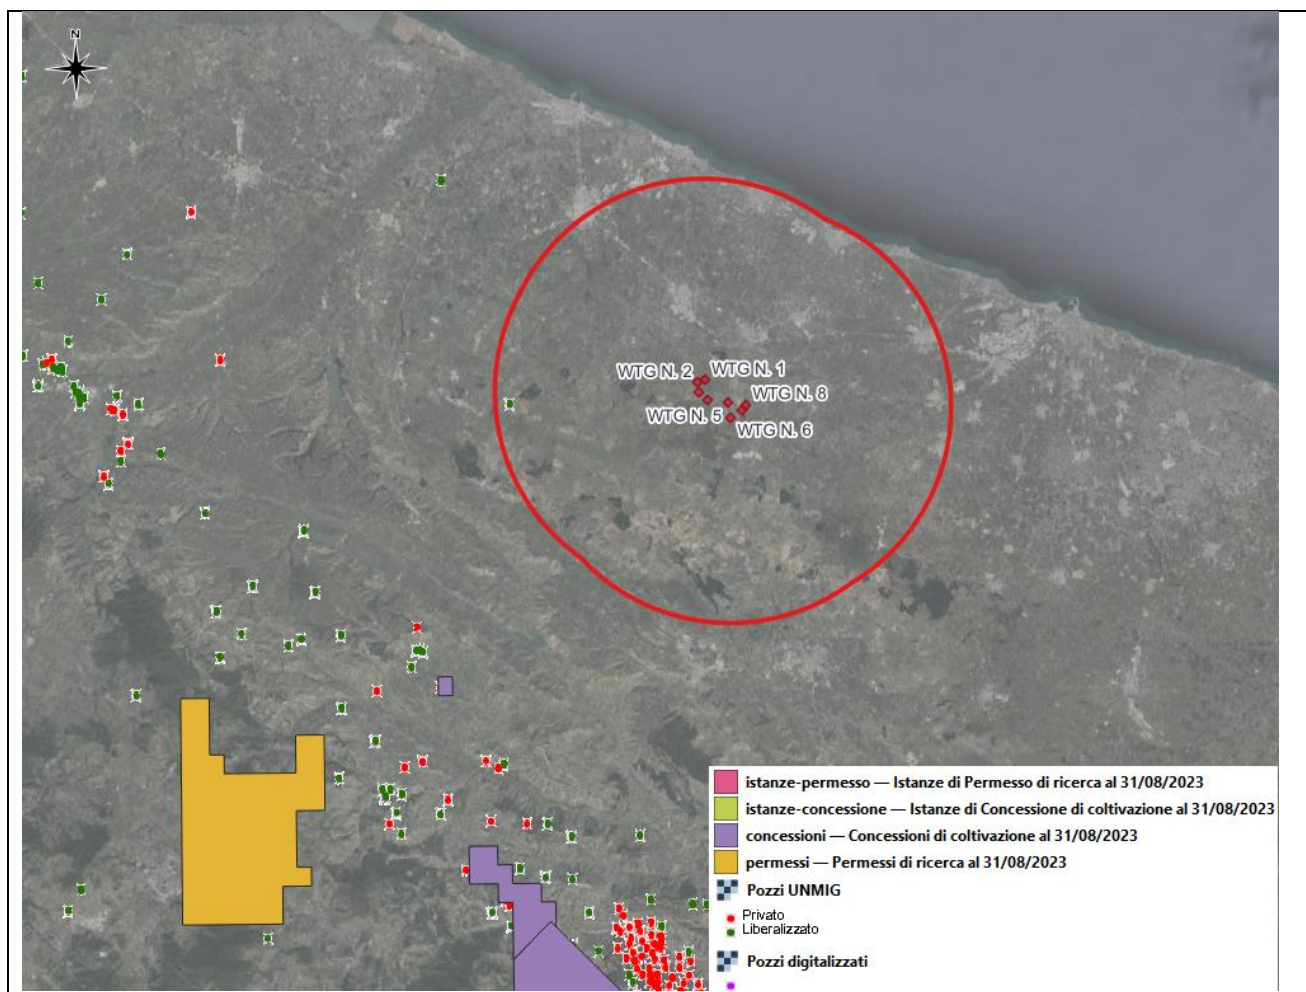 N
WTG N. 2
WTG N. 1
WTG N. 8
WTG N. 5
WTG N. 6
istanze-permesso — Istanze di Permesso di ricerca al 31/08/2023
istanze-concessione — Istanze di Concessione di coltivazione al 31/08/2023
concessioni — Concessioni di coltivazione al 31/08/2023
permessi — Permessi di ricerca al 31/08/2023
Pozzi UNMIG
Privato
Liberalizzato
Pozzi digitalizzati